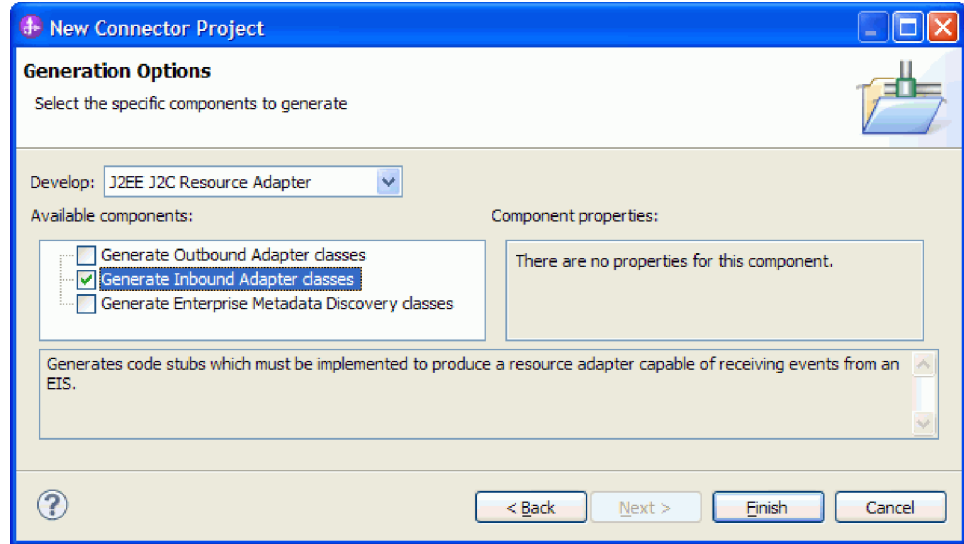 New Connector Project
Generation Options
Select the specific components to generate
Develop: J2EE J2C Resource Adapter
Available components:
Component properties:
Generate Outbound Adapter classes
Generate Inbound Adapter classes
Generate Enterprise Metadata Discovery classes
There are no properties for this component.
Generates code stubs which must be implemented to produce a resource adapter capable of receiving events from an
EIS.
?
< Back
Next >
Finish
Cancel